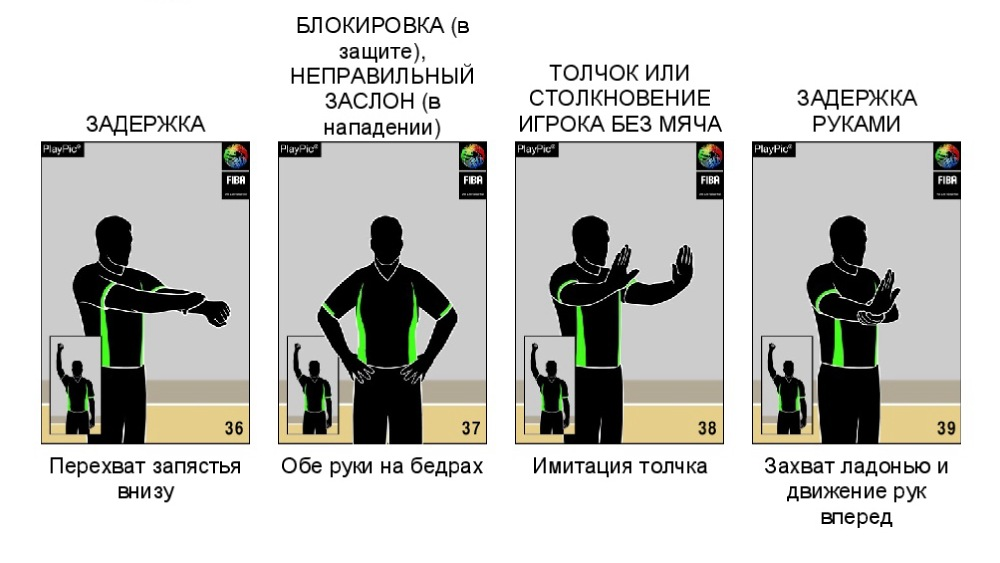 ЗАДЕРЖКА
БЛОКИРОВКА (в
защите),
НЕПРАВИЛЬНЫЙ
ЗАСЛОН (в
нападении)
ТОЛЧОК ИЛИ
СТОЛКНОВЕНИЕ
ИГРОКА БЕЗ МЯЧА
ЗАДЕРЖКА
РУКАМИ
PlayPic®
FIBA
36
PlayPic®
FIBA
37
PlayPic®
FIBA
38
PlayPic®
FIBA
39
Перехват запястья
внизу
Обе руки на бедрах
Имитация толчка
Захват ладонью и
движение рук
вперед